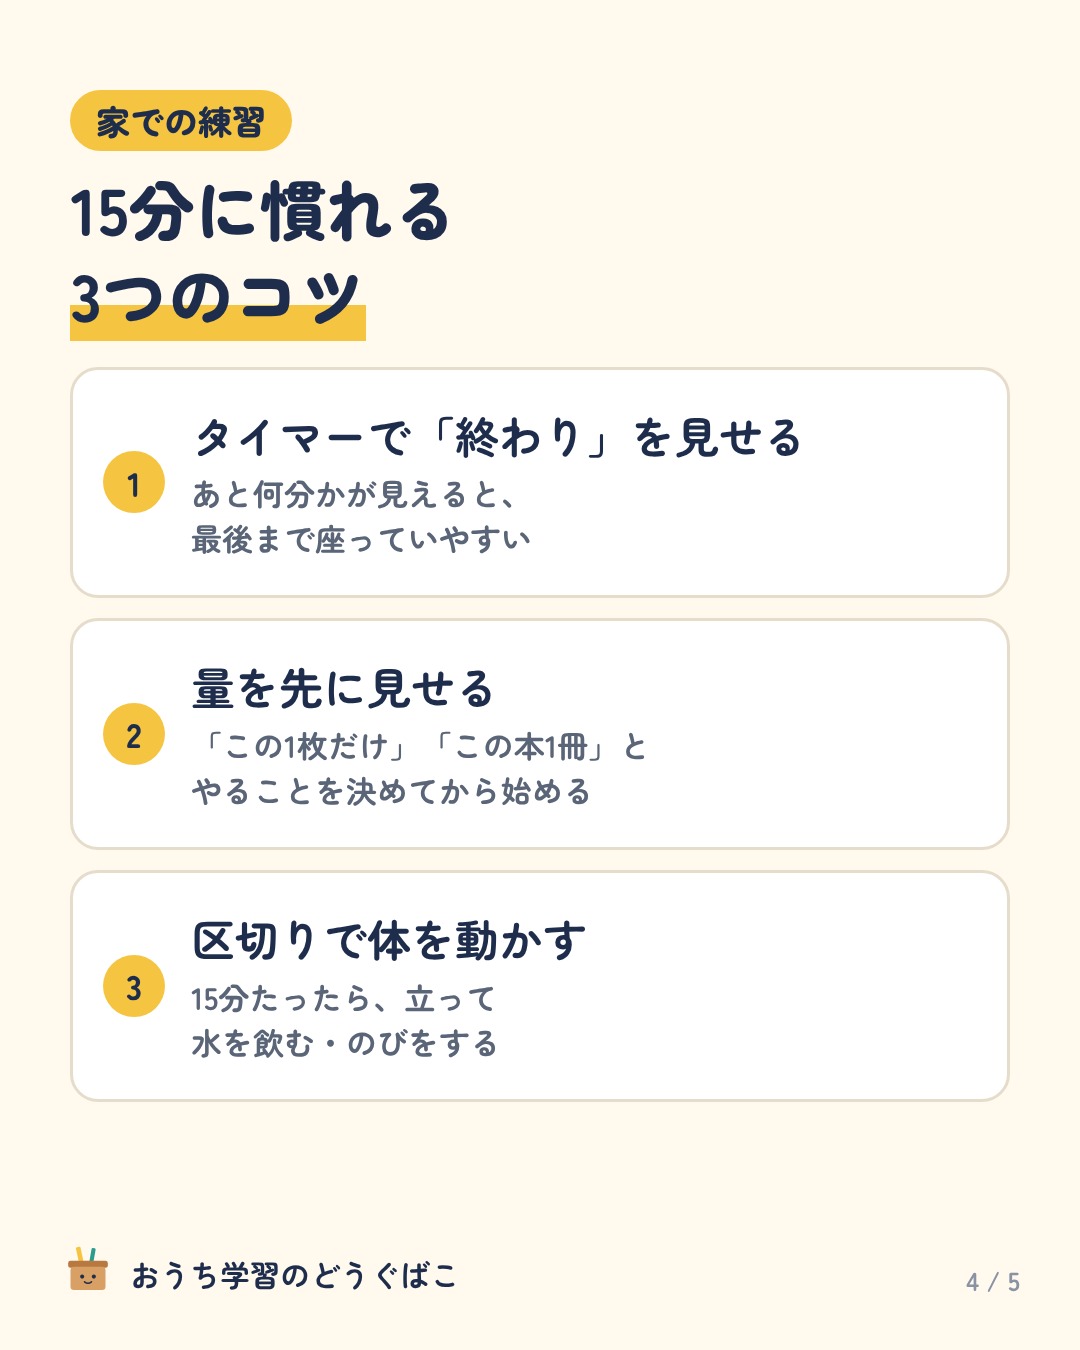 家での練習
15分に慣れる
3つのコツ
1
タイマーで「終わり」を見せる
あと何分かが見えると、
最後まで座っていやすい
2
量を先に見せる
「この1枚だけ」「この本1冊」と
やることを決めてから始める
3
区切りで体を動かす
15分たったら、立って
水を飲む・のびをする
おうち学習のどうぐばこ
4 / 5